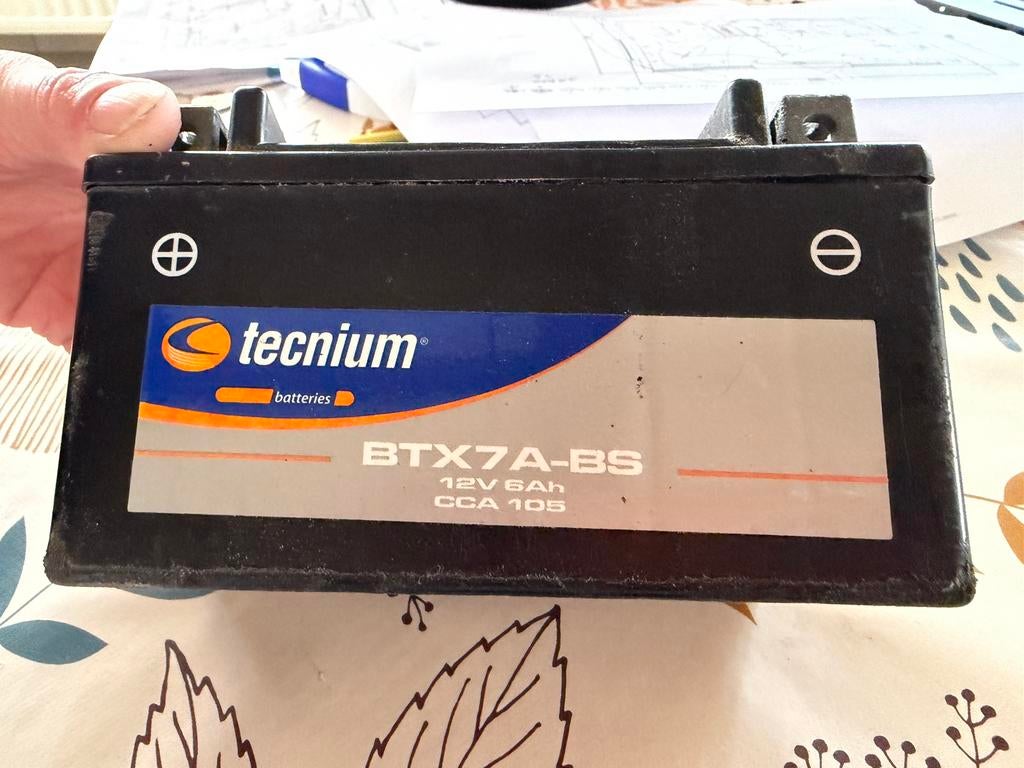 tecnium®
batteries
BTX7A-BS
12V 6Ah
CCA 105